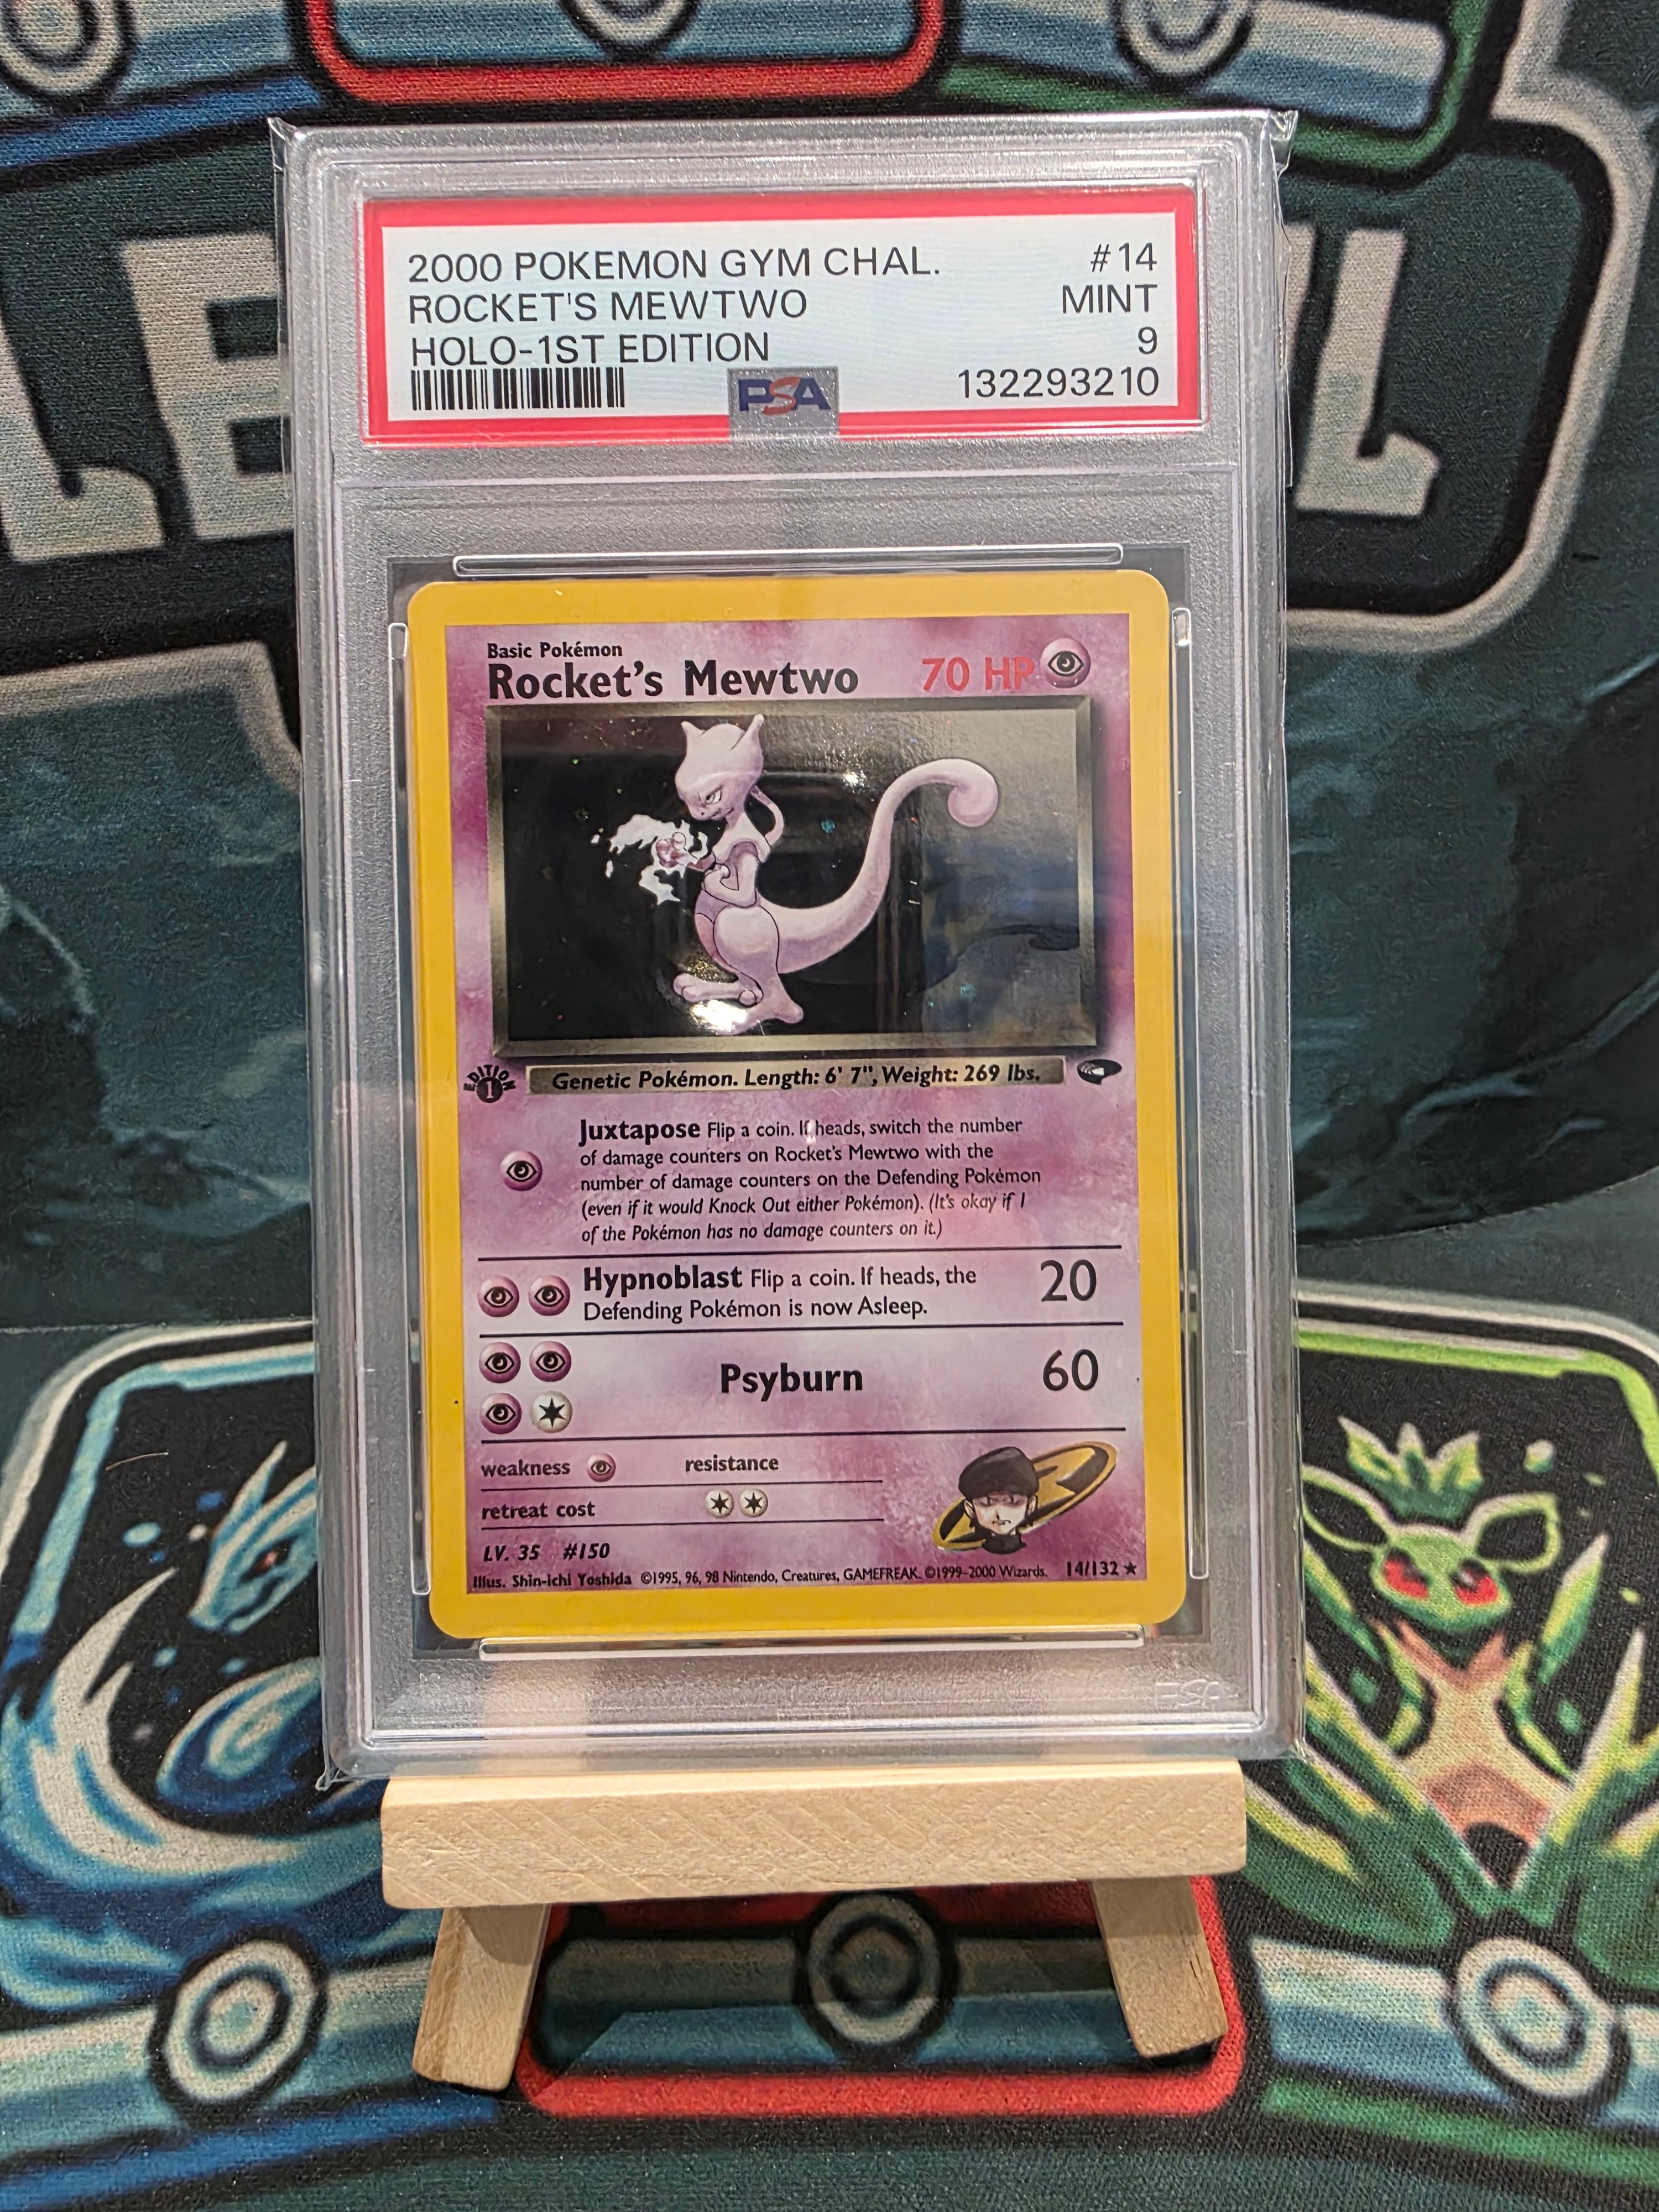 LE
IL
2000 POKEMON GYM CHAL. #14
ROCKET'S MEWTWO MINT
HOLO-1ST EDITION 9
PSA 132293210
Basic Pokémon
Rocket's Mewtwo 70 HP
EDITION
1
Genetic Pokémon. Length: 6' 7", Weight: 269 lbs.
Juxtapose Flip a coin. If heads, switch the number
of damage counters on Rocket's Mewtwo with the
number of damage counters on the Defending Pokémon
(even if it would Knock Out either Pokémon). (It's okay if 1
of the Pokémon has no damage counters on it.)
Hypnoblast Flip a coin. If heads, the 20
Defending Pokémon is now Asleep.
Psyburn 60
weakness resistance
retreat cost
LV. 35 #150
Illus. Shin-ichi Yoshida ©1995, 96, 98 Nintendo, Creatures, GAMEFREAK. ©1999-2000 Wizards. 14/132 ★
PSA